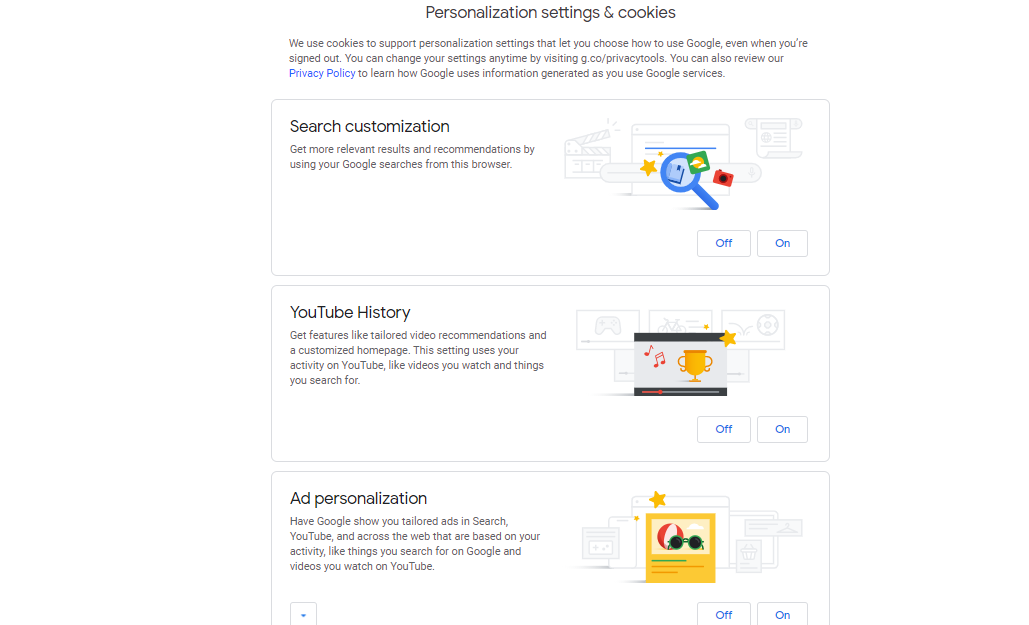 Personalization settings & cookies
We use cookies to support personalization settings that let you choose how to use Google, even when you're
signed out. You can change your settings anytime by visiting g.co/privacytools. You can also review our
Privacy Policy to learn how Google uses information generated as you use Google services.
Search customization
Get more relevant results and recommendations by
using your Google searches from this browser.
Off On
YouTube History
Get features like tailored video recommendations and
a customized homepage. This setting uses your
activity on YouTube, like videos you watch and things
you search for.
Off On
Ad personalization
Have Google show you tailored ads in Search,
YouTube, and across the web that are based on your
activity, like things you search for on Google and
videos you watch on YouTube.
Off On